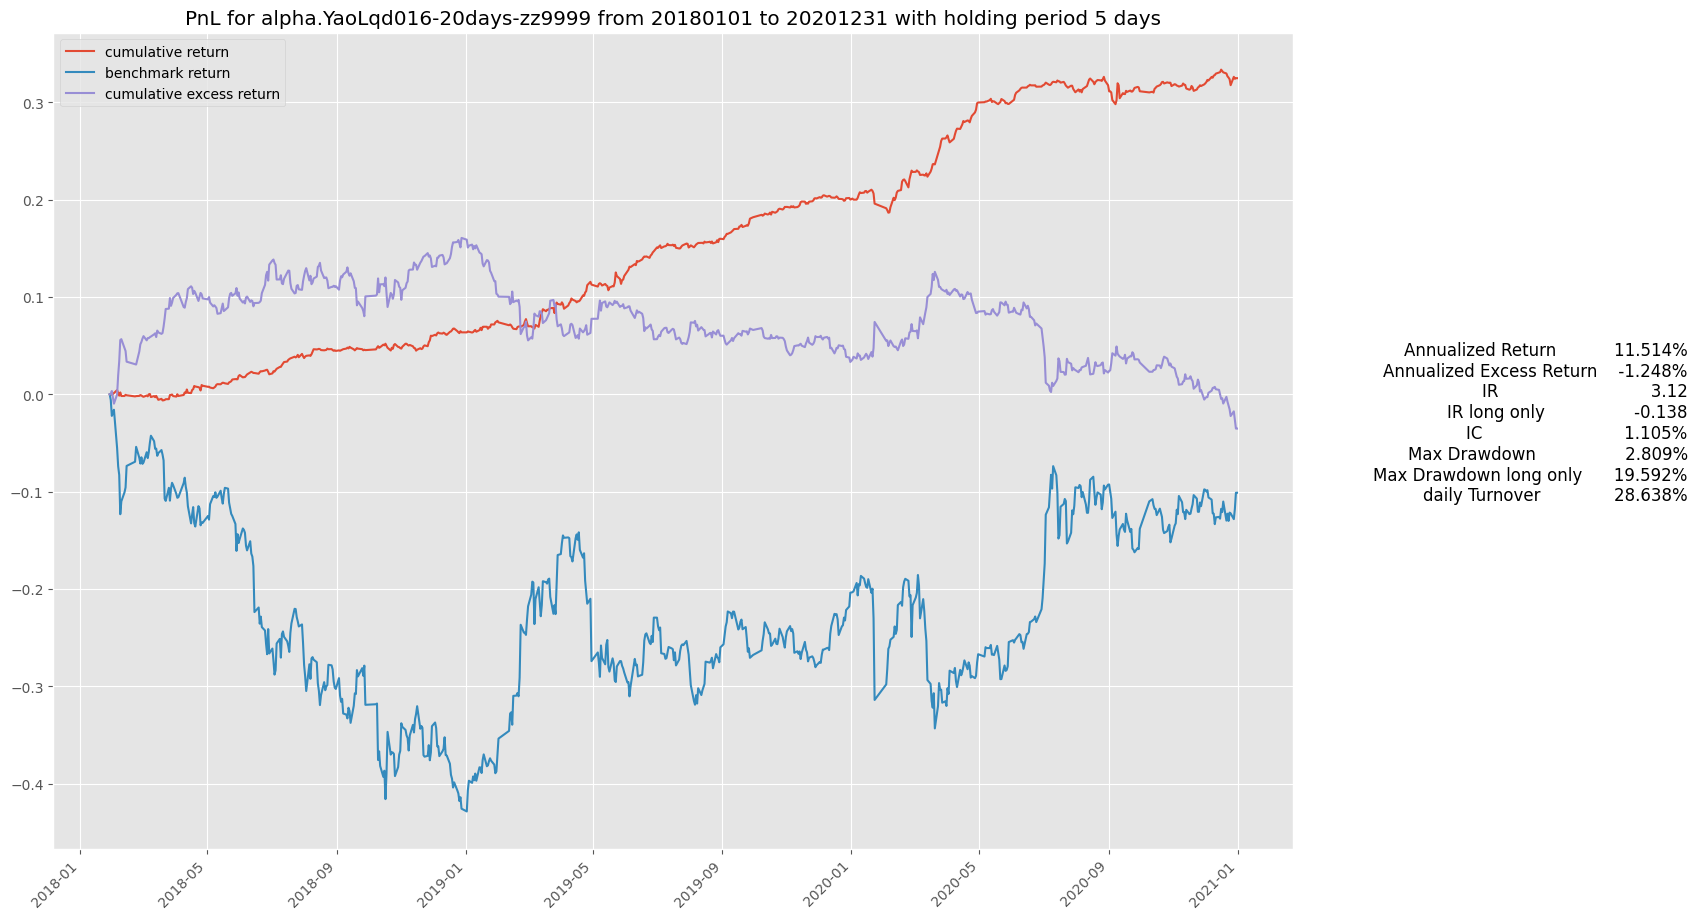 PnL for alpha.YaoLqd016-20days-zz9999 from 20180101 to 20201231 with holding period 5 days
cumulative return
benchmark return
cumulative excess return
0.3
0.2
0.1
0.0
−0.1
−0.2
−0.3
−0.4
2018-01
2018-05
2018-09
2019-01
2019-05
2019-09
2020-01
2020-05
2020-09
2021-01
Annualized Return 11.514%
Annualized Excess Return -1.248%
IR 3.12
IR long only -0.138
IC 1.105%
Max Drawdown 2.809%
Max Drawdown long only 19.592%
daily Turnover 28.638%